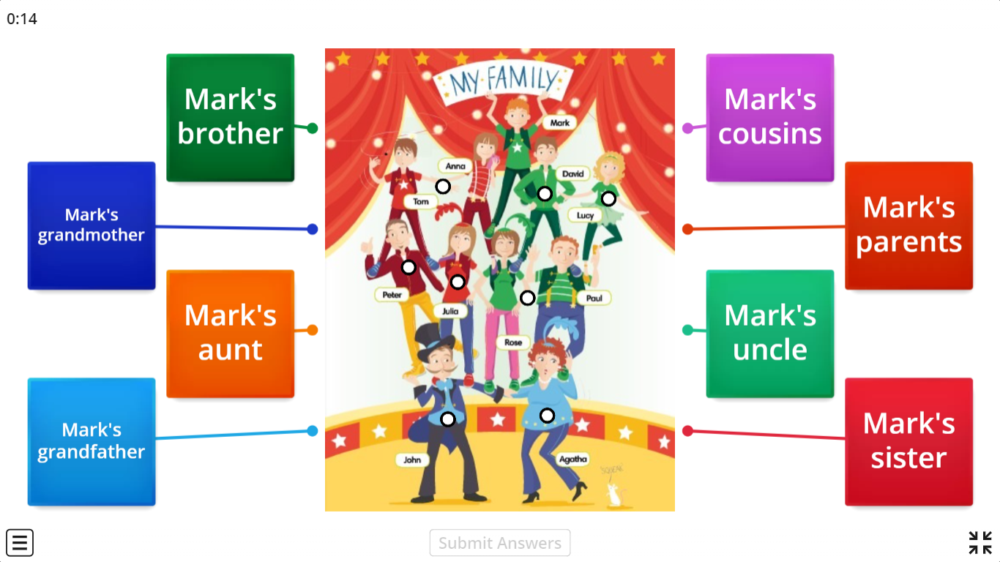 0:14
Mark's
brother
Mark's
grandmother
Mark's
aunt
Mark's
grandfather
MY FAMILY
Mark
Anna
David
Tom
Lucy
Peter
Paul
Julia
Rose
John
Agatha
SQUEAK
Mark's
cousins
Mark's
parents
Mark's
uncle
Mark's
sister
Submit Answers